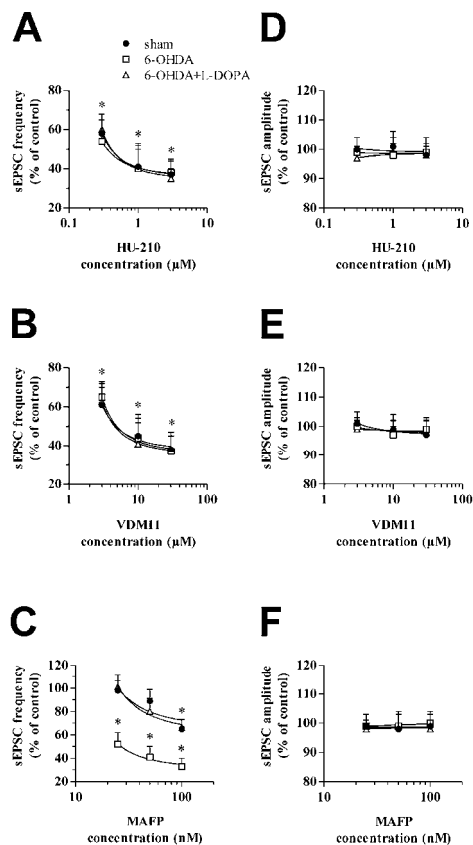 A
sham
6-OHDA
6-OHDA+L-DOPA
sEPSC frequency
(% of control)
80
60
40
20
* * *
0.1 1 10
HU-210
concentration (µM)
D
sEPSC amplitude
(% of control)
120
110
100
90
80
0.1 1 10
HU-210
concentration (µM)
B
sEPSC frequency
(% of control)
80
60
40
20
* * *
1 10 100
VDM11
concentration (µM)
E
sEPSC amplitude
(% of control)
120
110
100
90
80
1 10 100
VDM11
concentration (µM)
C
sEPSC frequency
(% of control)
120
100
80
60
40
20
*
* * *
10 100
MAFP
concentration (nM)
F
sEPSC amplitude
(% of control)
120
110
100
90
80
10 100
MAFP
concentration (nM)